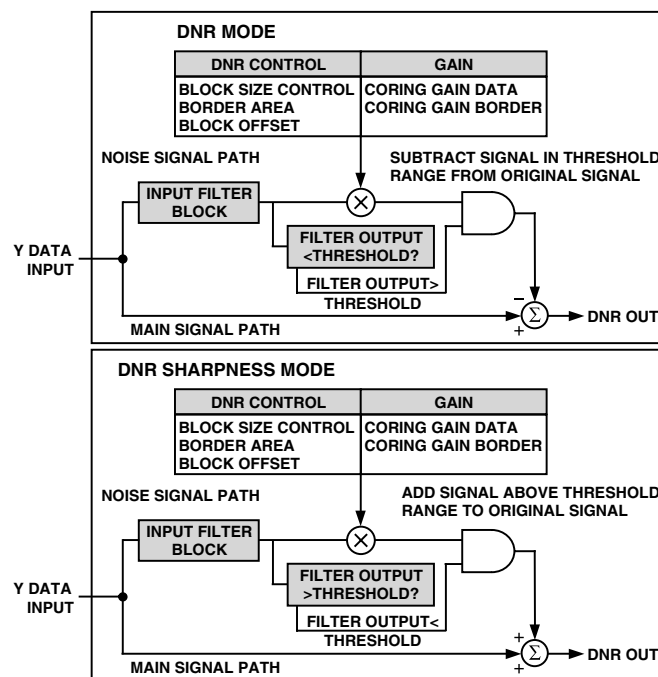 DNR MODE
DNR CONTROL
GAIN
BLOCK SIZE CONTROL
BORDER AREA
BLOCK OFFSET
CORING GAIN DATA
CORING GAIN BORDER
NOISE SIGNAL PATH
SUBTRACT SIGNAL IN THRESHOLD
RANGE FROM ORIGINAL SIGNAL
INPUT FILTER
BLOCK
×
FILTER OUTPUT
<THRESHOLD?
Y DATA
INPUT
FILTER OUTPUT>
THRESHOLD
–
Σ
+
DNR OUT
MAIN SIGNAL PATH
DNR SHARPNESS MODE
DNR CONTROL
GAIN
BLOCK SIZE CONTROL
BORDER AREA
BLOCK OFFSET
CORING GAIN DATA
CORING GAIN BORDER
NOISE SIGNAL PATH
ADD SIGNAL ABOVE THRESHOLD
RANGE TO ORIGINAL SIGNAL
INPUT FILTER
BLOCK
×
FILTER OUTPUT
>THRESHOLD?
Y DATA
INPUT
FILTER OUTPUT<
THRESHOLD
+
Σ
+
DNR OUT
MAIN SIGNAL PATH